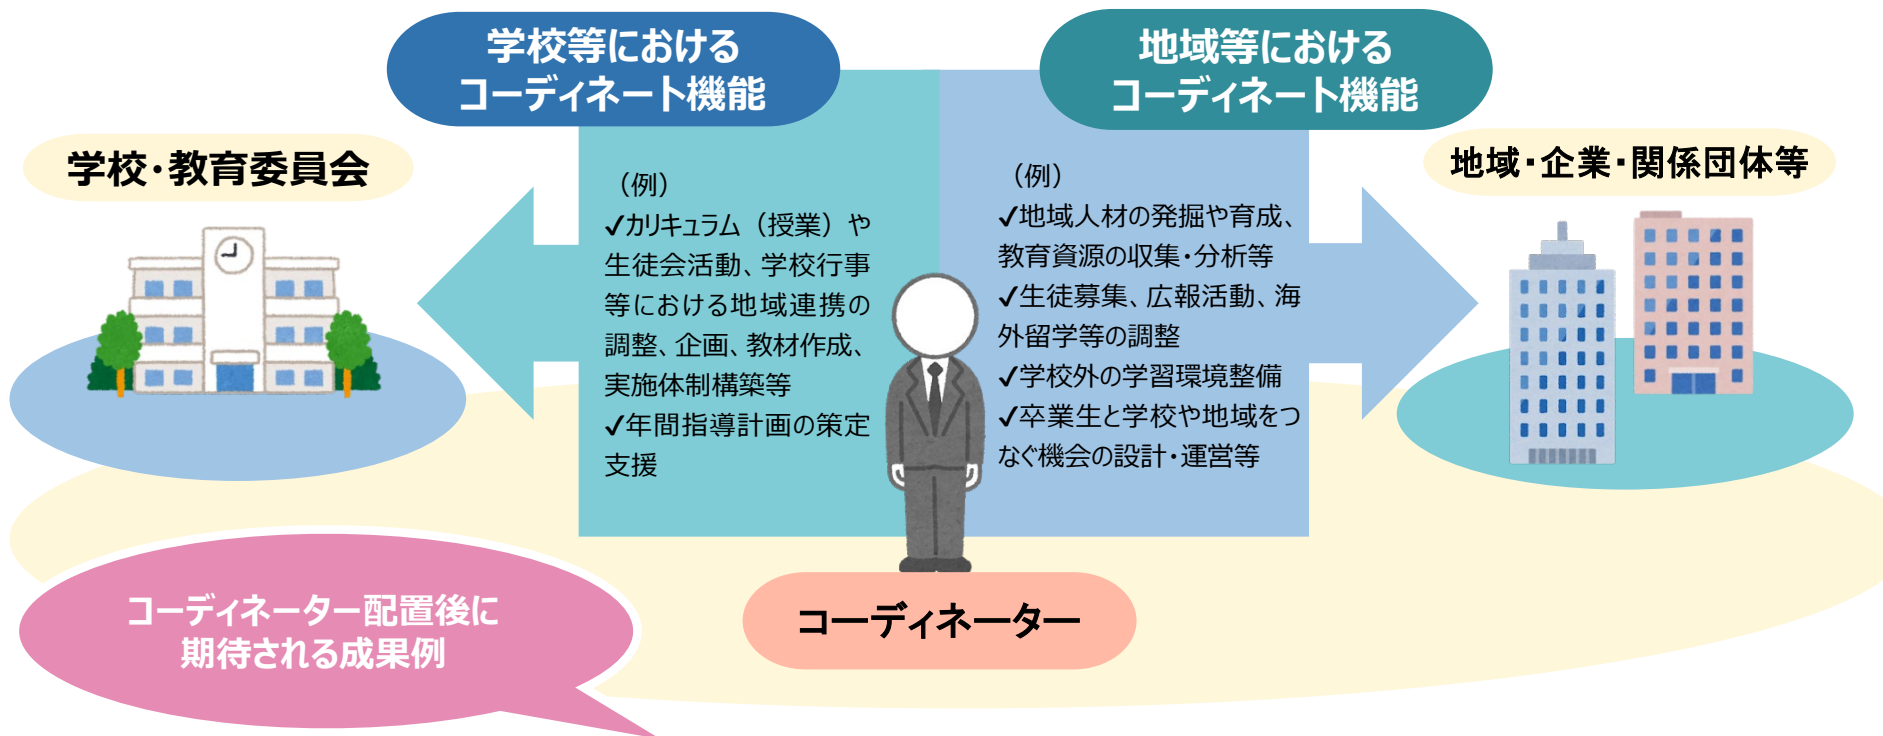 学校等における
コーディネート機能
地域等における
コーディネート機能
学校・教育委員会
地域・企業・関係団体等
（例）
✓カリキュラム（授業）や
生徒会活動、学校行事
等における地域連携の
調整、企画、教材作成、
実施体制構築等
✓年間指導計画の策定
支援
（例）
✓地域人材の発掘や育成、
教育資源の収集・分析等
✓生徒募集、広報活動、海
外留学等の調整
✓学校外の学習環境整備
✓卒業生と学校や地域をつ
なぐ機会の設計・運営等
コーディネーター
コーディネーター配置後に
期待される成果例